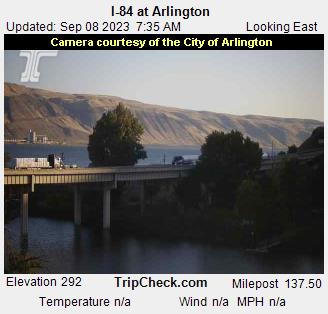 I-84 at Arlington
Updated: Sep 08 2023 7:35 AM Looking East
Camera courtesy of the City of Arlington
Elevation 292 TripCheck.com Milepost 137.50
Temperature n/a Wind n/a MPH n/a